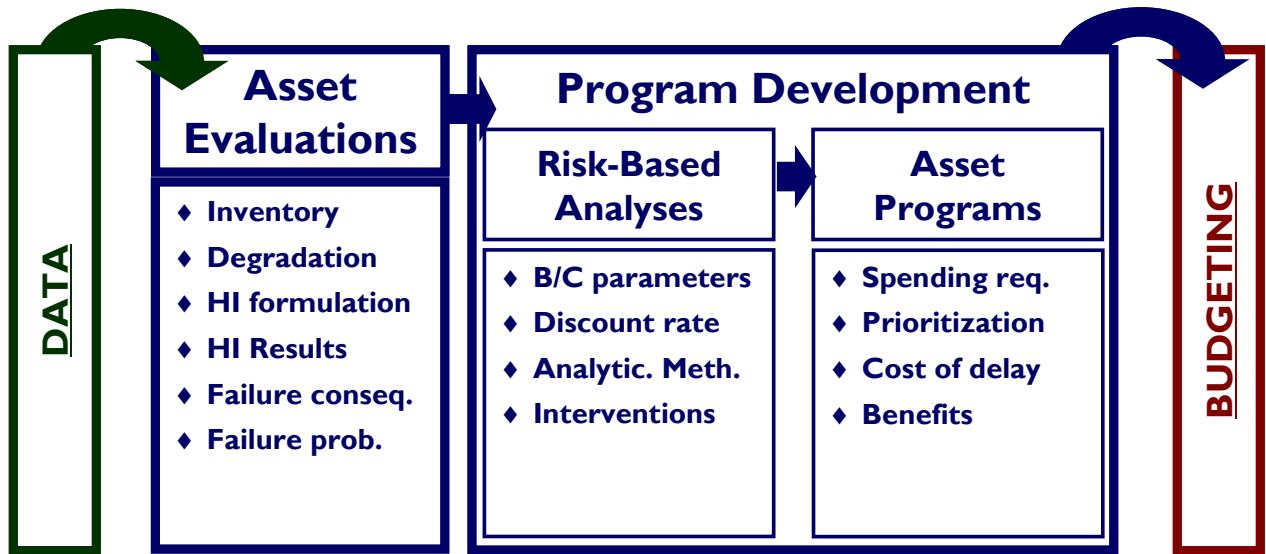 DATA
Asset
Evaluations
♦ Inventory
♦ Degradation
♦ HI formulation
♦ HI Results
♦ Failure conseq.
♦ Failure prob.
Program Development
Risk-Based
Analyses
♦ B/C parameters
♦ Discount rate
♦ Analytic. Meth.
♦ Interventions
Asset
Programs
♦ Spending req.
♦ Prioritization
♦ Cost of delay
♦ Benefits
BUDGETING